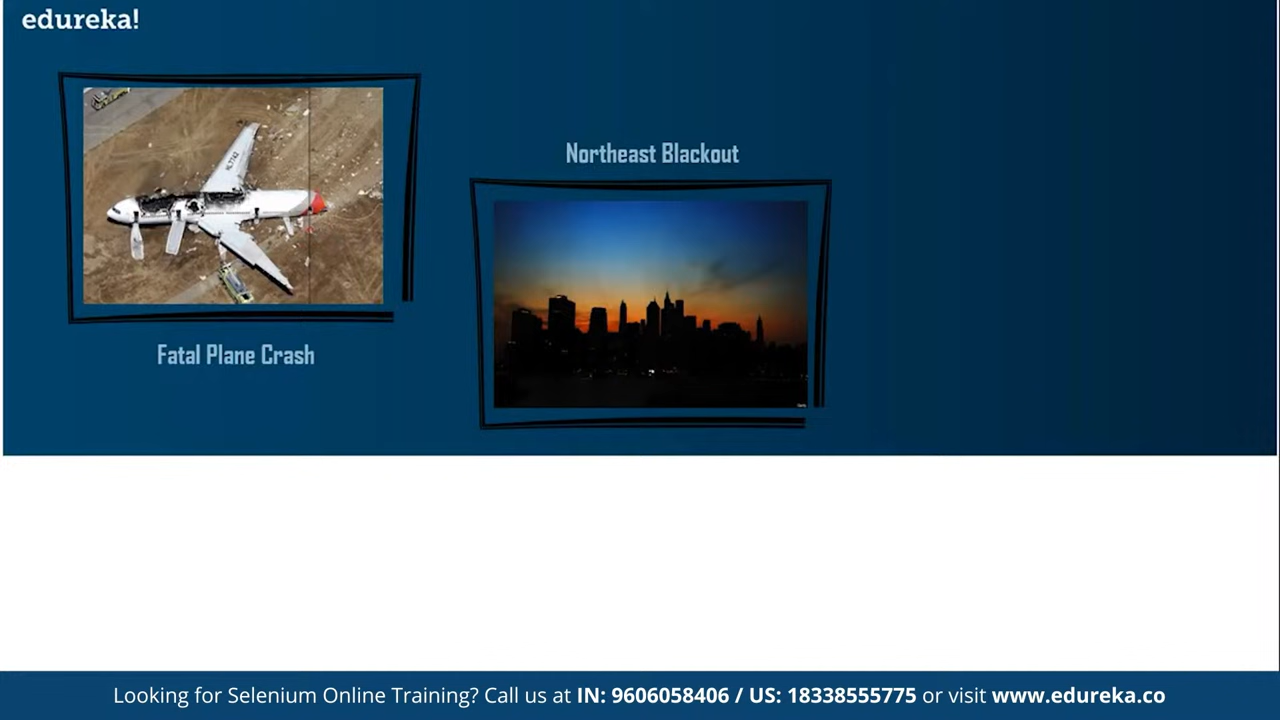 edureka!
HL7742
Northeast Blackout
Fatal Plane Crash
Looking for Selenium Online Training? Call us at IN: 9606058406 / US: 18338555775 or visit www.edureka.co